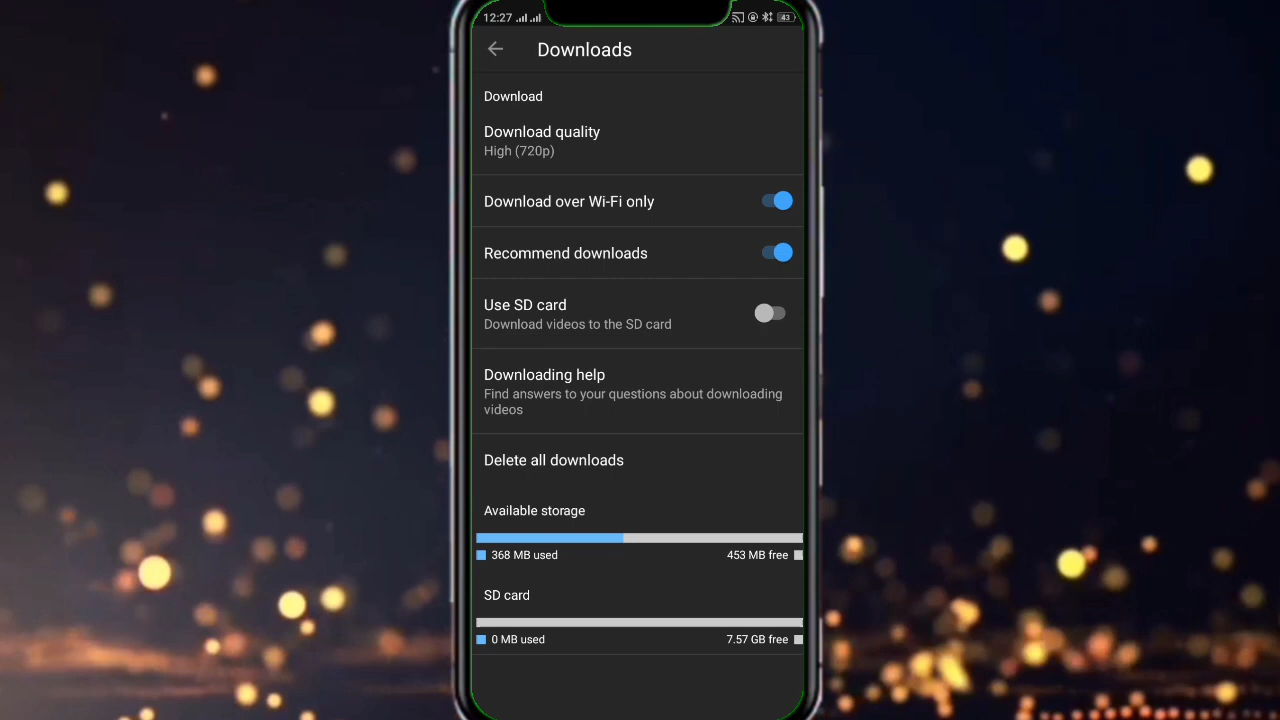 12:27
43
Downloads
Download
Download quality
High (720p)
Download over Wi-Fi only
Recommend downloads
Use SD card
Download videos to the SD card
Downloading help
Find answers to your questions about downloading
videos
Delete all downloads
Available storage
368 MB used
453 MB free
SD card
0 MB used
7.57 GB free